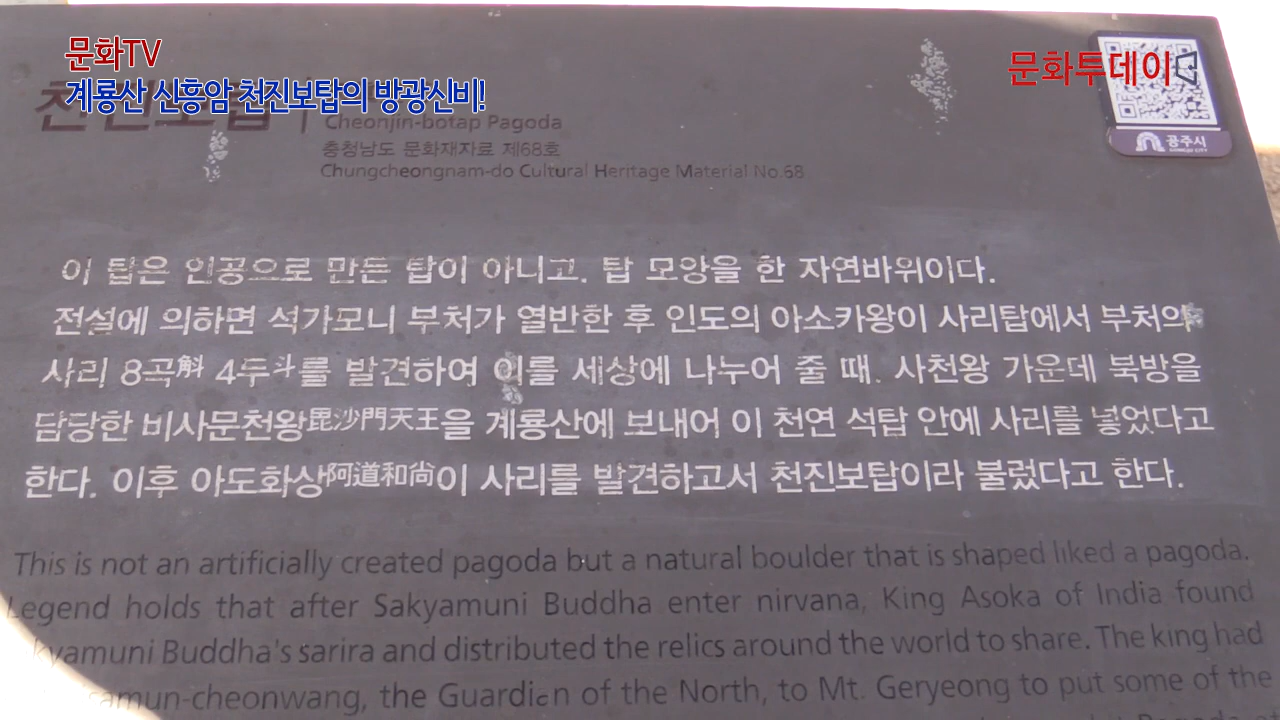 문화TV
계룡산 신흥암 천진보탑의 방광신비!
문화투데이
천진보탑
Cheonjin-botap Pagoda
충청남도 문화재자료 제68호
Chungcheongnam-do Cultural Heritage Material No.68
공주시
GONGJU CITY
이 탑은 인공으로 만든 탑이 아니고, 탑 모양을 한 자연바위이다.
전설에 의하면 석가모니 부처가 열반한 후 인도의 아소카왕이 사리탑에서 부처의
사리 8곡斛 4두斗를 발견하여 이를 세상에 나누어 줄 때, 사천왕 가운데 북방을
담당한 비사문천왕毘沙門天王을 계룡산에 보내어 이 천연 석탑 안에 사리를 넣었다고
한다. 이후 아도화상阿道和尙이 사리를 발견하고서 천진보탑이라 불렀다고 한다.
This is not an artificially created pagoda but a natural boulder that is shaped liked a pagoda.
Legend holds that after Sakyamuni Buddha enter nirvana, King Asoka of India found
kyamuni Buddha's sarira and distributed the relics around the world to share. The king had
samun-cheonwang, the Guardian of the North, to Mt. Geryeong to put some of the